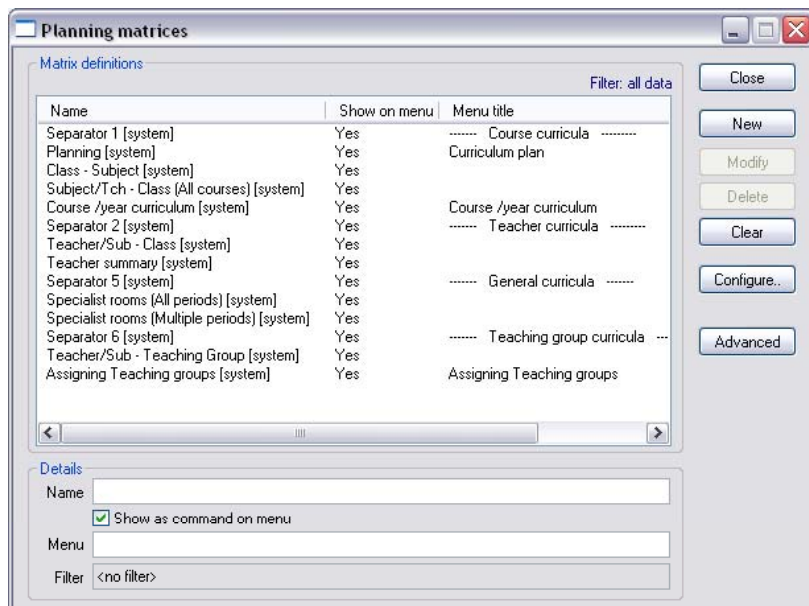 Planning matrices
Matrix definitions
Filter: all data
Name Show on menu Menu title
Separator 1 [system] Yes ------- Course curricula ---------
Planning [system] Yes Curriculum plan
Class - Subject [system] Yes
Subject/Tch - Class (All courses) [system] Yes
Course /year curriculum [system] Yes Course /year curriculum
Separator 2 [system] Yes ------- Teacher curricula ---------
Teacher/Sub - Class [system] Yes
Teacher summary [system] Yes
Separator 5 [system] Yes ------- General curricula -------
Specialist rooms (All periods) [system] Yes
Specialist rooms (Multiple periods) [system] Yes
Separator 6 [system] Yes ------- Teaching group curricula ---
Teacher/Sub - Teaching Group [system] Yes
Assigning Teaching groups [system] Yes Assigning Teaching groups
Close
New
Modify
Delete
Clear
Configure..
Advanced
Details
Name
Show as command on menu
Menu
Filter <no filter>